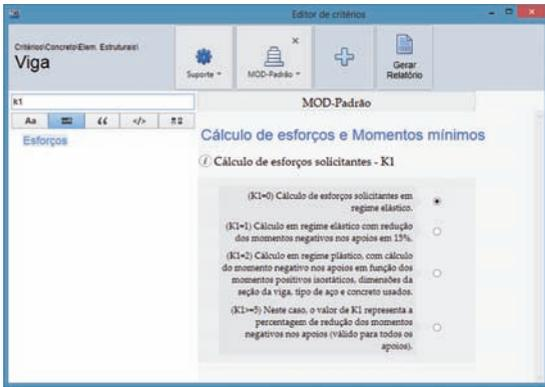 Editor de critérios
Critérios\Concreto\Elem. Estruturais\
Viga
Suporte
MOD-Padrão
Gerar
Relatório
k1
MOD-Padrão
Aa
</>
Esforços
Cálculo de esforços e Momentos mínimos
Cálculo de esforços solicitantes - K1
(K1=0) Cálculo de esforços solicitantes em
regime elástico.
(K1=1) Cálculo em regime elástico com redução
dos momentos negativos nos apoios em 15%.
(K1=2) Cálculo em regime plástico, com cálculo
do momento negativo nos apoios em função dos
momentos positivos isostáticos, dimensões da
seção da viga, tipo de aço e concreto usados.
(K1>=5) Neste caso, o valor de K1 representa a
percentagem de redução dos momentos
negativos nos apoios (válido para todos os
apoios).